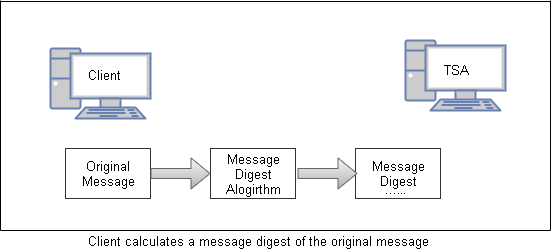 Client
TSA
Original
Message
Message
Digest
Alogirthm
Message
Digest
......
Client calculates a message digest of the original message